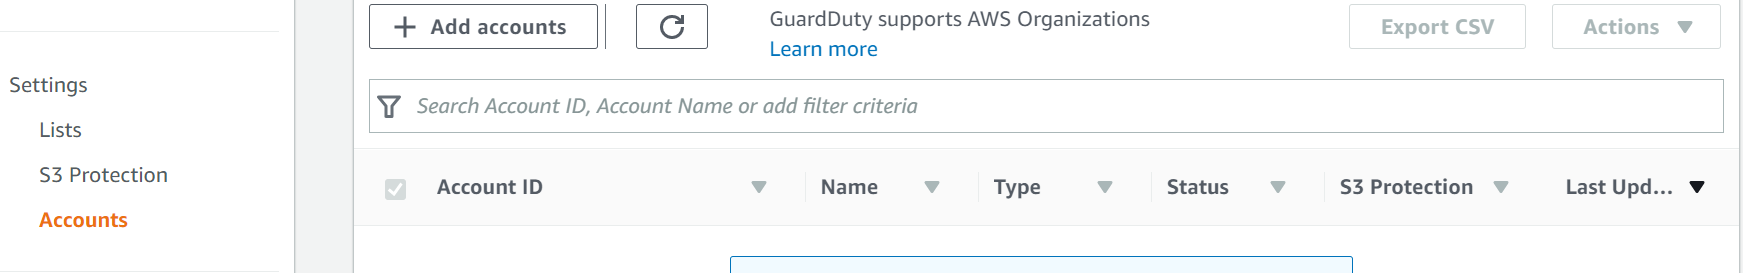 Settings
Lists
S3 Protection
Accounts
Add accounts
GuardDuty supports AWS Organizations
Learn more
Export CSV
Actions
Search Account ID, Account Name or add filter criteria
Account ID
Name
Type
Status
S3 Protection
Last Upd...